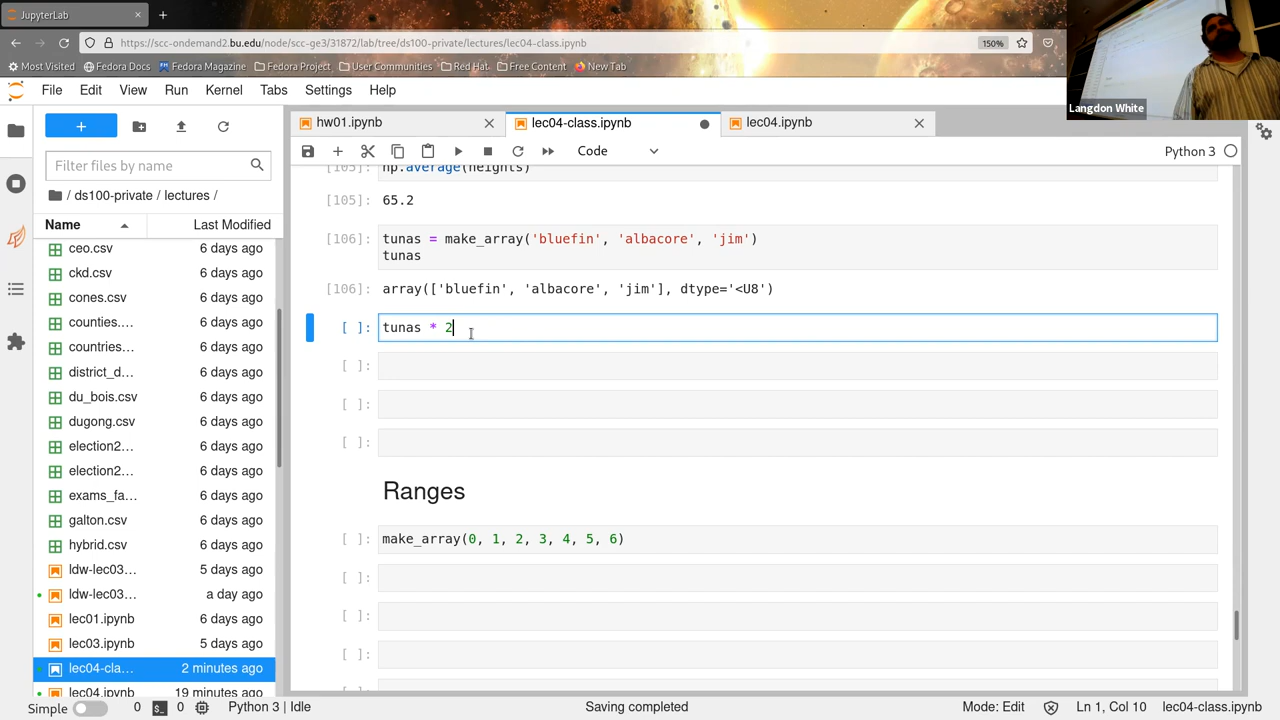 JupyterLab
https://scc-ondemand2.bu.edu/node/scc-ge3/31872/lab/tree/ds100-private/lectures/lec04-class.ipynb
150%
Most Visited
Fedora Docs
Fedora Magazine
Fedora Project
User Communities
Red Hat
Free Content
New Tab
Langdon White
File Edit View Run Kernel Tabs Settings Help
hw01.ipynb
lec04-class.ipynb
lec04.ipynb
Code
Python 3
Filter files by name
/ ds100-private / lectures /
Name Last Modified
ceo.csv 6 days ago
ckd.csv 6 days ago
cones.csv 6 days ago
counties.... 6 days ago
countries... 6 days ago
district_d... 6 days ago
du_bois.csv 6 days ago
dugong.csv 6 days ago
election2... 6 days ago
election2... 6 days ago
exams_fa... 6 days ago
galton.csv 6 days ago
hybrid.csv 6 days ago
ldw-lec03... 5 days ago
ldw-lec03... a day ago
lec01.ipynb 6 days ago
lec03.ipynb 5 days ago
lec04-cla... 2 minutes ago
lec04.ipynb 19 minutes ago
[105]: np.average(heights)
[105]: 65.2
[106]: tunas = make_array('bluefin', 'albacore', 'jim')
tunas
[106]: array(['bluefin', 'albacore', 'jim'], dtype='<U8')
[ ]: tunas * 2
[ ]:
[ ]:
[ ]:
Ranges
[ ]: make_array(0, 1, 2, 3, 4, 5, 6)
[ ]:
[ ]:
[ ]:
Simple 0 $_ 0 Python 3 | Idle Saving completed Mode: Edit Ln 1, Col 10 lec04-class.ipynb